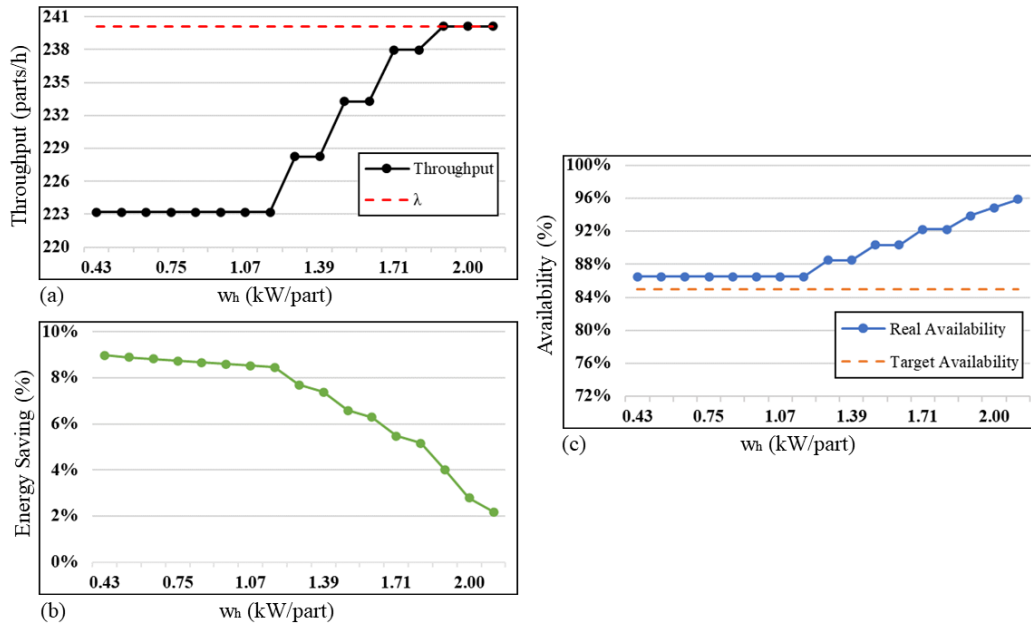 241
238
235
232
229
226
223
220
Throughput (parts/h)
Throughput
λ
0.43 0.75 1.07 1.39 1.71 2.00
(a)
wh (kW/part)
10%
8%
6%
4%
2%
0%
Energy Saving (%)
0.43 0.75 1.07 1.39 1.71 2.00
(b)
wh (kW/part)
100%
96%
92%
88%
84%
80%
76%
72%
Availability (%)
Real Availability
Target Availability
0.43 0.75 1.07 1.39 1.71 2.00
(c)
wh (kW/part)